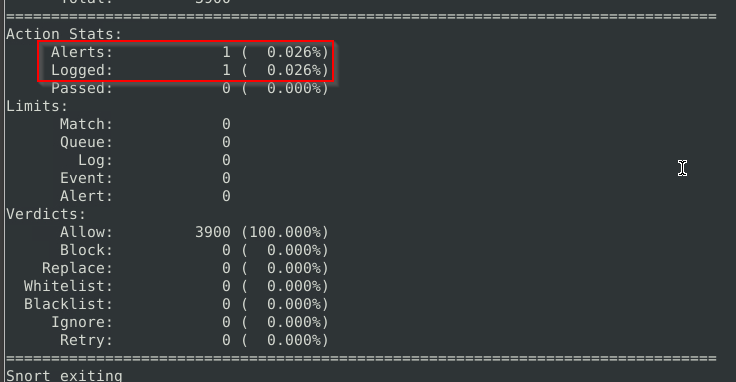 Total:         3900
===============================================================================
Action Stats:
     Alerts:            1 (  0.026%)
     Logged:            1 (  0.026%)
     Passed:            0 (  0.000%)
Limits:
      Match:            0
      Queue:            0
        Log:            0
      Event:            0
      Alert:            0
Verdicts:
      Allow:         3900 (100.000%)
      Block:            0 (  0.000%)
    Replace:            0 (  0.000%)
  Whitelist:            0 (  0.000%)
  Blacklist:            0 (  0.000%)
     Ignore:            0 (  0.000%)
      Retry:            0 (  0.000%)
===============================================================================
Snort exiting